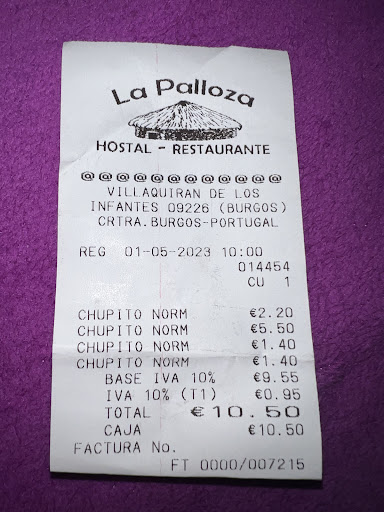 La Palloza
HOSTAL - RESTAURANTE
@@@@@@@@@@@@
VILLAQUIRAN DE LOS
INFANTES 09226 (BURGOS)
CRTRA.BURGOS-PORTUGAL
REG 01-05-2023 10:00
014454
CU 1
CHUPITO NORM €2.20
CHUPITO NORM €5.50
CHUPITO NORM €1.40
CHUPITO NORM €1.40
BASE IVA 10% €9.55
IVA 10% (T1) €0.95
TOTAL €10.50
CAJA €10.50
FACTURA No.
FT 0000/007215